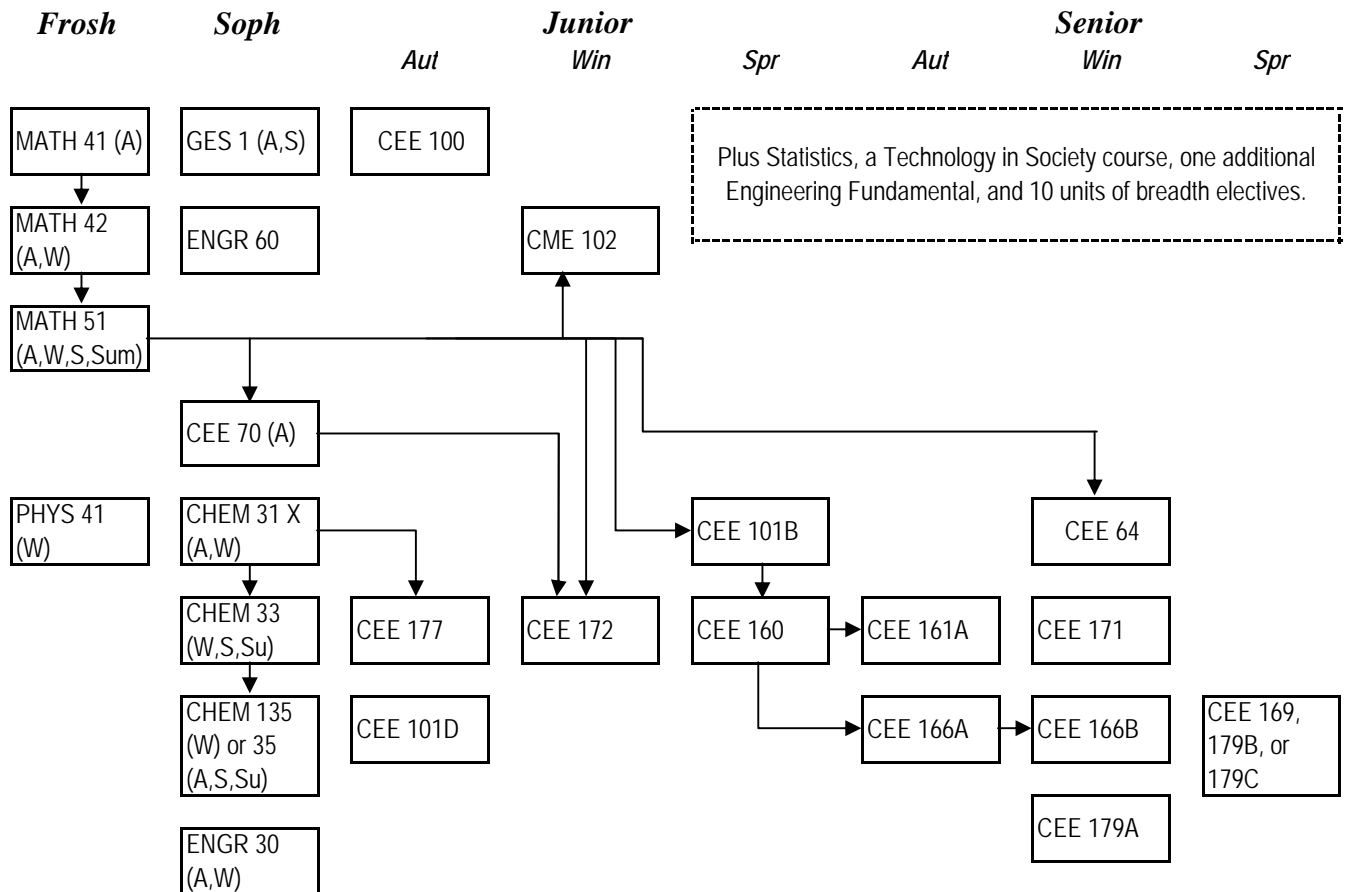 Frosh Soph Junior Senior
Aut Win Spr Aut Win Spr
MATH 41 (A)
GES 1 (A,S)
CEE 100
Plus Statistics, a Technology in Society course, one additional
Engineering Fundamental, and 10 units of breadth electives.
MATH 42
(A,W)
ENGR 60
CME 102
MATH 51
(A,W,S,Sum)
CEE 70 (A)
PHYS 41
(W)
CHEM 31 X
(A,W)
CEE 101B
CEE 64
CHEM 33
(W,S,Su)
CEE 177
CEE 172
CEE 160
CEE 161A
CEE 171
CHEM 135
(W) or 35
(A,S,Su)
CEE 101D
CEE 166A
CEE 166B
CEE 169,
179B, or
179C
ENGR 30
(A,W)
CEE 179A